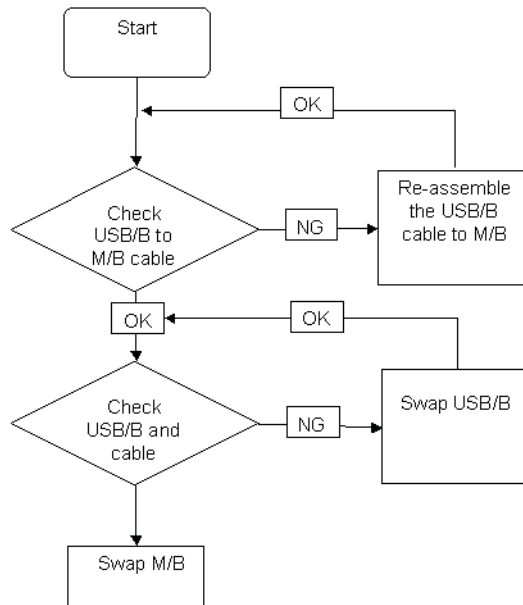 Start
OK
Check
USB/B to
M/B cable
NG
Re-assemble
the USB/B
cable to M/B
OK
OK
Check
USB/B and
cable
NG
Swap USB/B
Swap M/B